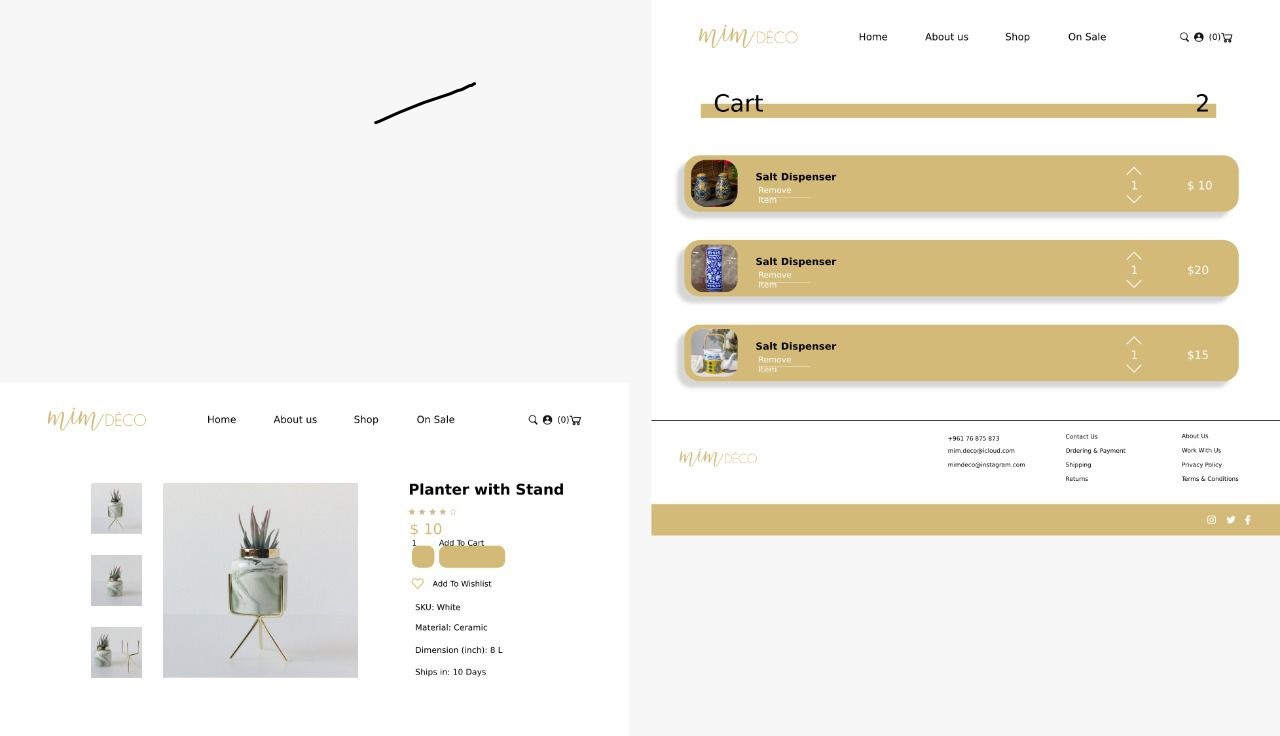 mim/DÉCO
Home About us Shop On Sale
(0)
Cart 2
Salt Dispenser
Remove
Item
1
$ 10
Salt Dispenser
Remove
Item
1
$20
Salt Dispenser
Remove
Item
1
$15
mim/DÉCO
+961 76 875 873
mim.deco@icloud.com
mimdeco@instagram.com
Contact Us
Ordering & Payment
Shipping
Returns
About Us
Work With Us
Privacy Policy
Terms & Conditions
mim/DÉCO
Home About us Shop On Sale
(0)
Planter with Stand
$ 10
1 Add To Cart
Add To Wishlist
SKU: White
Material: Ceramic
Dimension (inch): 8 L
Ships in: 10 Days